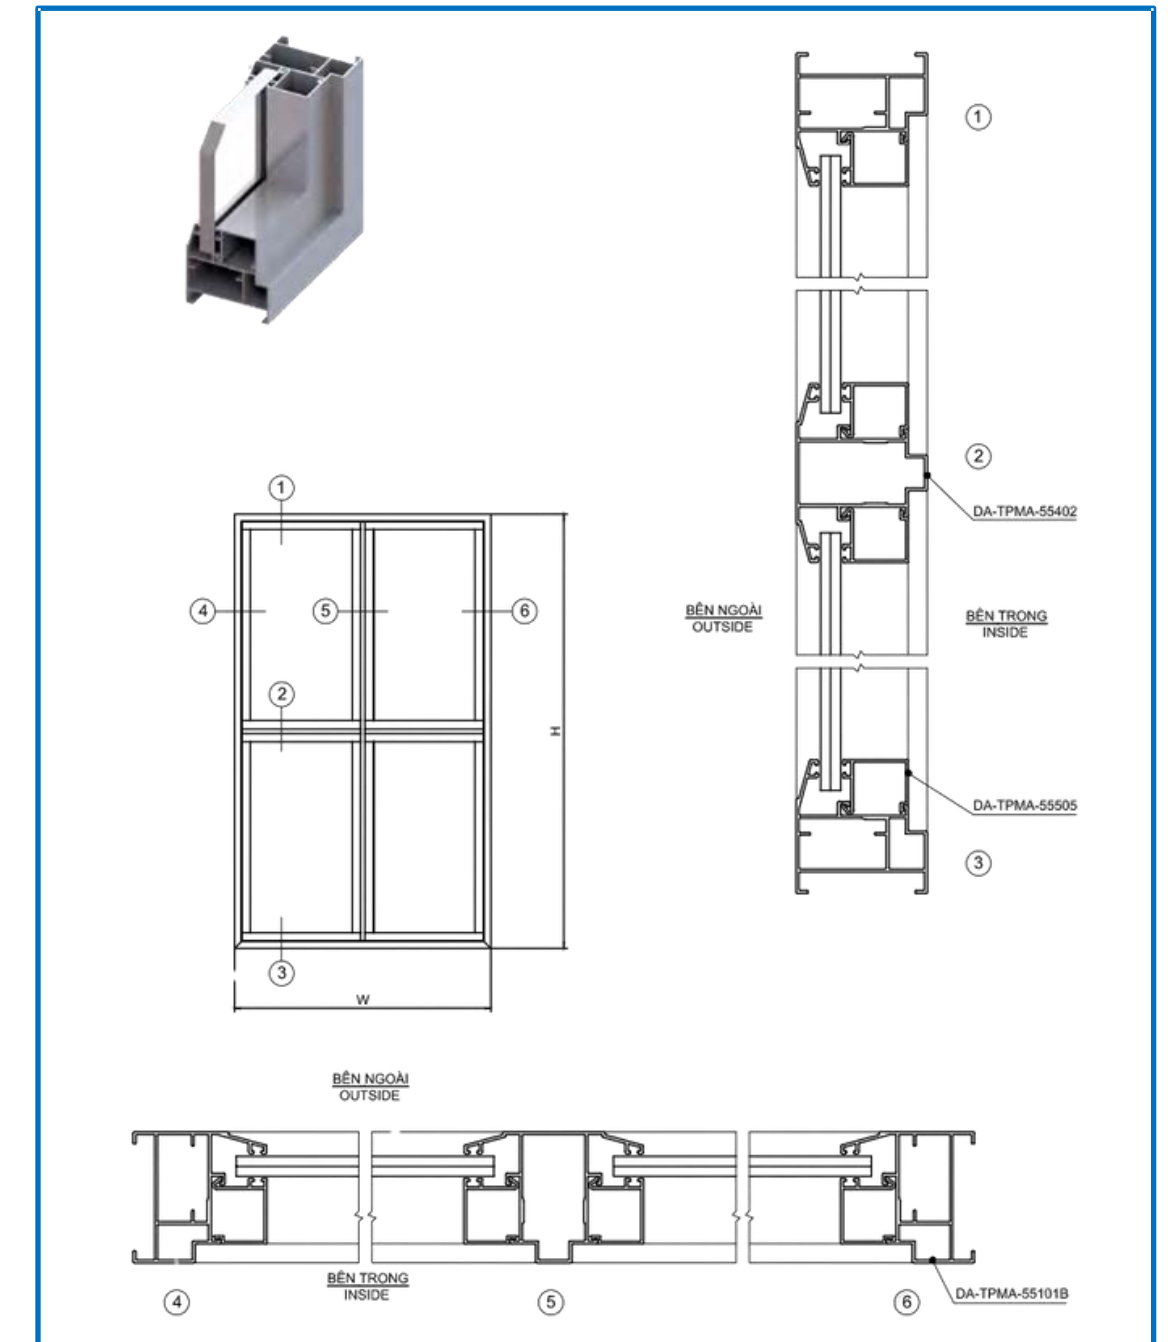 1
2
DA-TPMA-55402
BÊN NGOÀI
OUTSIDE
BÊN TRONG
INSIDE
DA-TPMA-55505
3
1
4
5
6
2
H
3
W
BÊN NGOÀI
OUTSIDE
BÊN TRONG
INSIDE
4
5
6
DA-TPMA-55101B